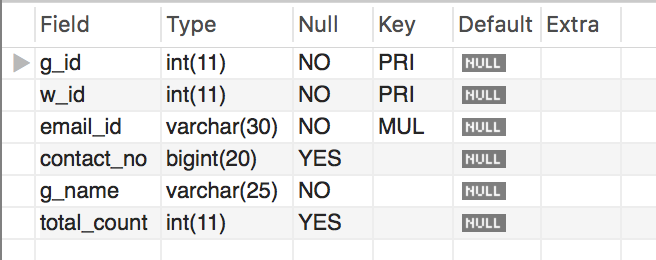 Field Type Null Key Default Extra
g_id int(11) NO PRI NULL
w_id int(11) NO PRI NULL
email_id varchar(30) NO MUL NULL
contact_no bigint(20) YES NULL
g_name varchar(25) NO NULL
total_count int(11) YES NULL